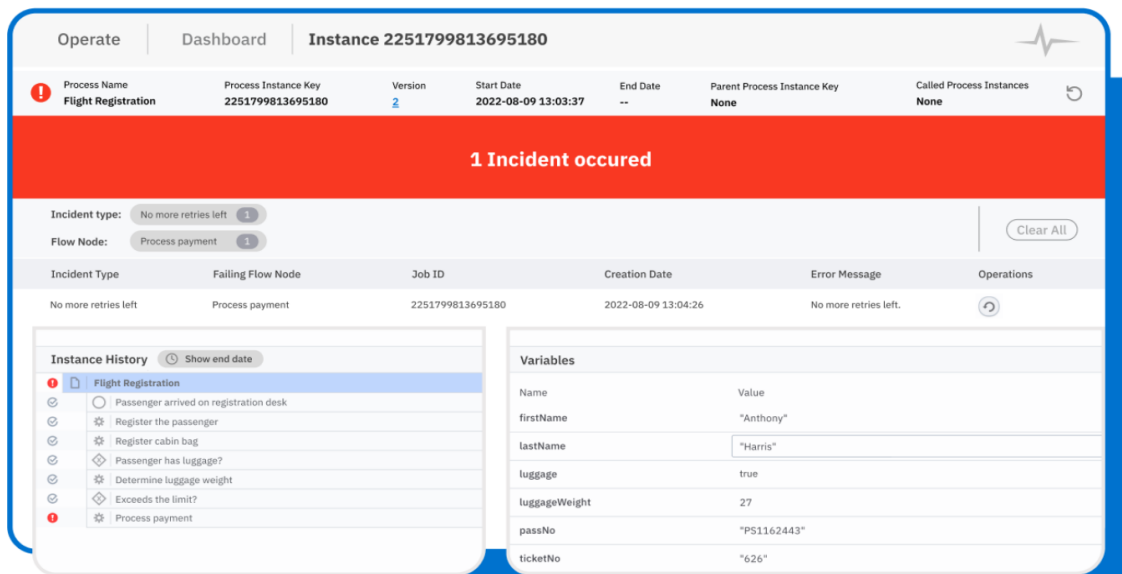 Operate Dashboard Instance 2251799813695180
Process Name Process Instance Key Version Start Date End Date Parent Process Instance Key Called Process Instances
Flight Registration 2251799813695180 2 2022-08-09 13:03:37 -- None None
1 Incident occured
Incident type: No more retries left 1
Flow Node: Process payment 1
Clear All
Incident Type Failing Flow Node Job ID Creation Date Error Message Operations
No more retries left Process payment 2251799813695180 2022-08-09 13:04:26 No more retries left.
Instance History Show end date
Flight Registration
Passenger arrived on registration desk
Register the passenger
Register cabin bag
Passenger has luggage?
Determine luggage weight
Exceeds the limit?
Process payment
Variables
Name Value
firstName "Anthony"
lastName "Harris"
luggage true
luggageWeight 27
passNo "PS1162443"
ticketNo "626"